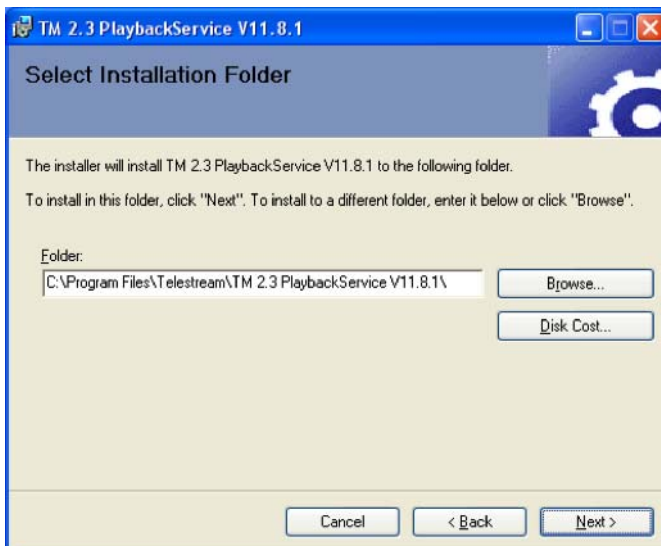 TM 2.3 PlaybackService V11.8.1
Select Installation Folder
The installer will install TM 2.3 PlaybackService V11.8.1 to the following folder.
To install in this folder, click "Next". To install to a different folder, enter it below or click "Browse".
Folder:
C:\Program Files\Telestream\TM 2.3 PlaybackService V11.8.1\
Browse...
Disk Cost...
Cancel
< Back
Next >